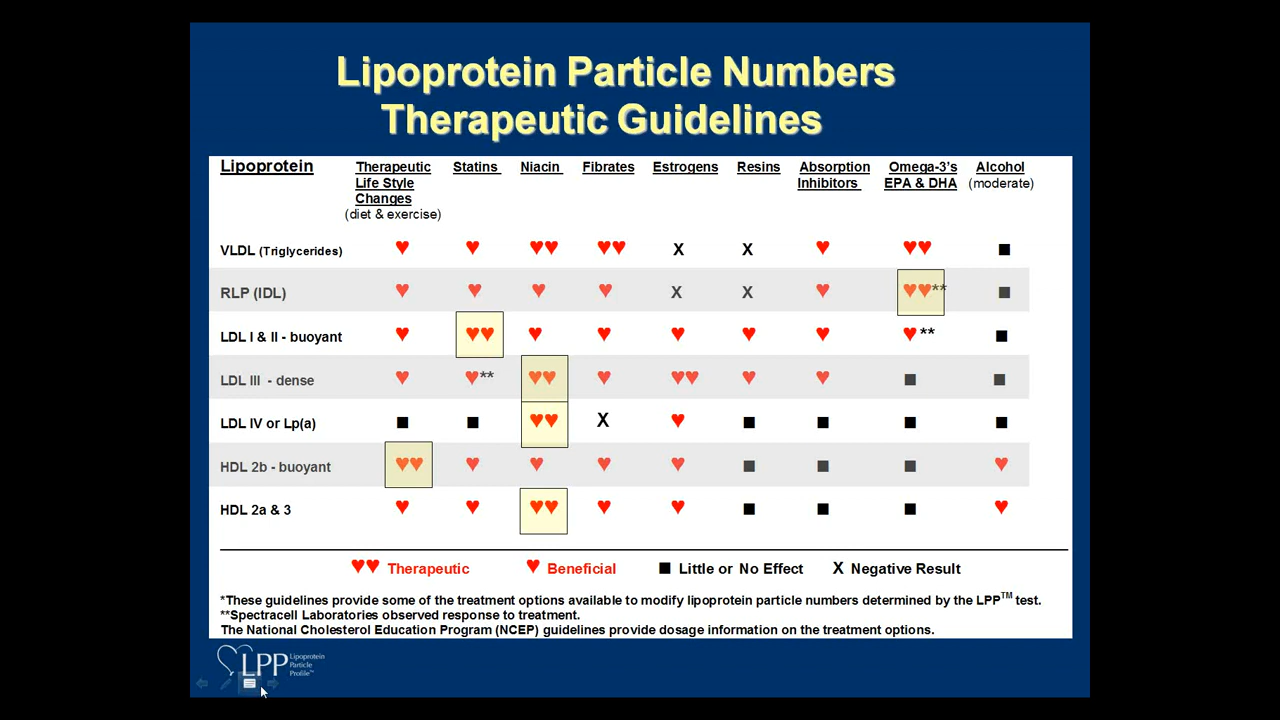 Lipoprotein Particle Numbers
Therapeutic Guidelines
Lipoprotein Therapeutic Life Style Changes (diet & exercise) Statins Niacin Fibrates Estrogens Resins Absorption Inhibitors Omega-3's EPA & DHA Alcohol (moderate)
VLDL (Triglycerides) ♥ ♥ ♥♥ ♥♥ X X ♥ ♥♥ ■
RLP (IDL) ♥ ♥ ♥ ♥ X X ♥ ♥♥** ■
LDL I & II - buoyant ♥ ♥♥ ♥ ♥ ♥ ♥ ♥ ♥** ■
LDL III - dense ♥ ♥** ♥♥ ♥ ♥♥ ♥ ♥ ■ ■
LDL IV or Lp(a) ■ ■ ♥♥ X ♥ ■ ■ ■ ■
HDL 2b - buoyant ♥♥ ♥ ♥ ♥ ♥ ■ ■ ■ ♥
HDL 2a & 3 ♥ ♥ ♥♥ ♥ ♥ ■ ■ ■ ♥
♥♥ Therapeutic ♥ Beneficial ■ Little or No Effect X Negative Result
*These guidelines provide some of the treatment options available to modify lipoprotein particle numbers determined by the LPP™ test.
**Spectracell Laboratories observed response to treatment.
The National Cholesterol Education Program (NCEP) guidelines provide dosage information on the treatment options.
LPP Lipoprotein
Particle
Profile™